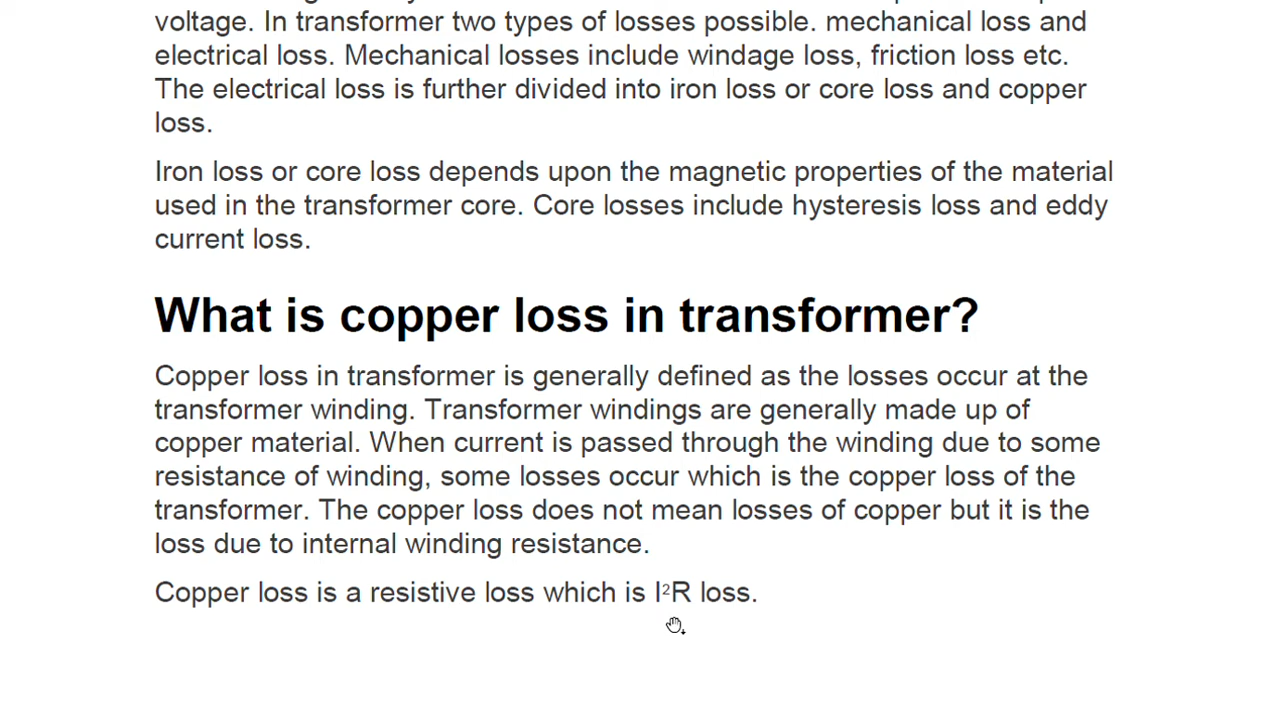 voltage. In transformer two types of losses possible. mechanical loss and
electrical loss. Mechanical losses include windage loss, friction loss etc.
The electrical loss is further divided into iron loss or core loss and copper
loss.
Iron loss or core loss depends upon the magnetic properties of the material
used in the transformer core. Core losses include hysteresis loss and eddy
current loss.
What is copper loss in transformer?
Copper loss in transformer is generally defined as the losses occur at the
transformer winding. Transformer windings are generally made up of
copper material. When current is passed through the winding due to some
resistance of winding, some losses occur which is the copper loss of the
transformer. The copper loss does not mean losses of copper but it is the
loss due to internal winding resistance.
Copper loss is a resistive loss which is I²R loss.